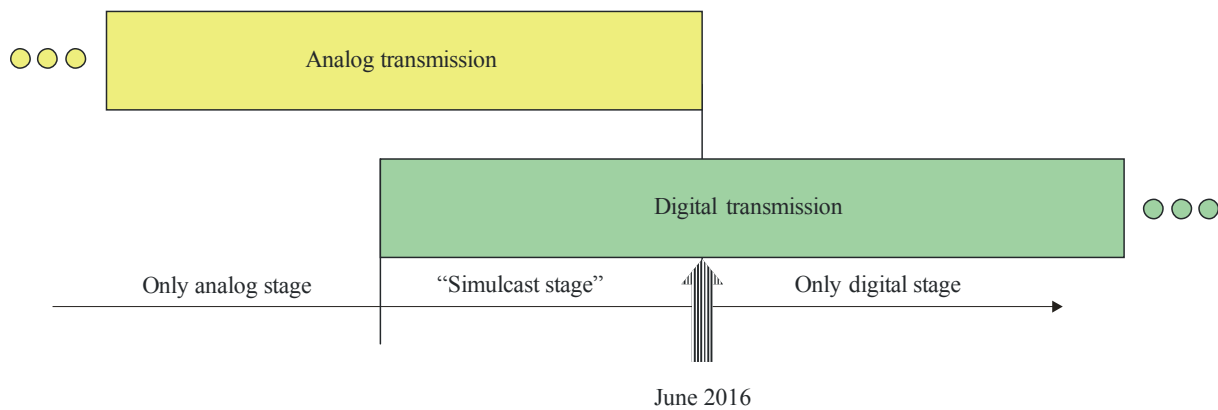 Analog transmission
Digital transmission
Only analog stage
“Simulcast stage”
Only digital stage
June 2016